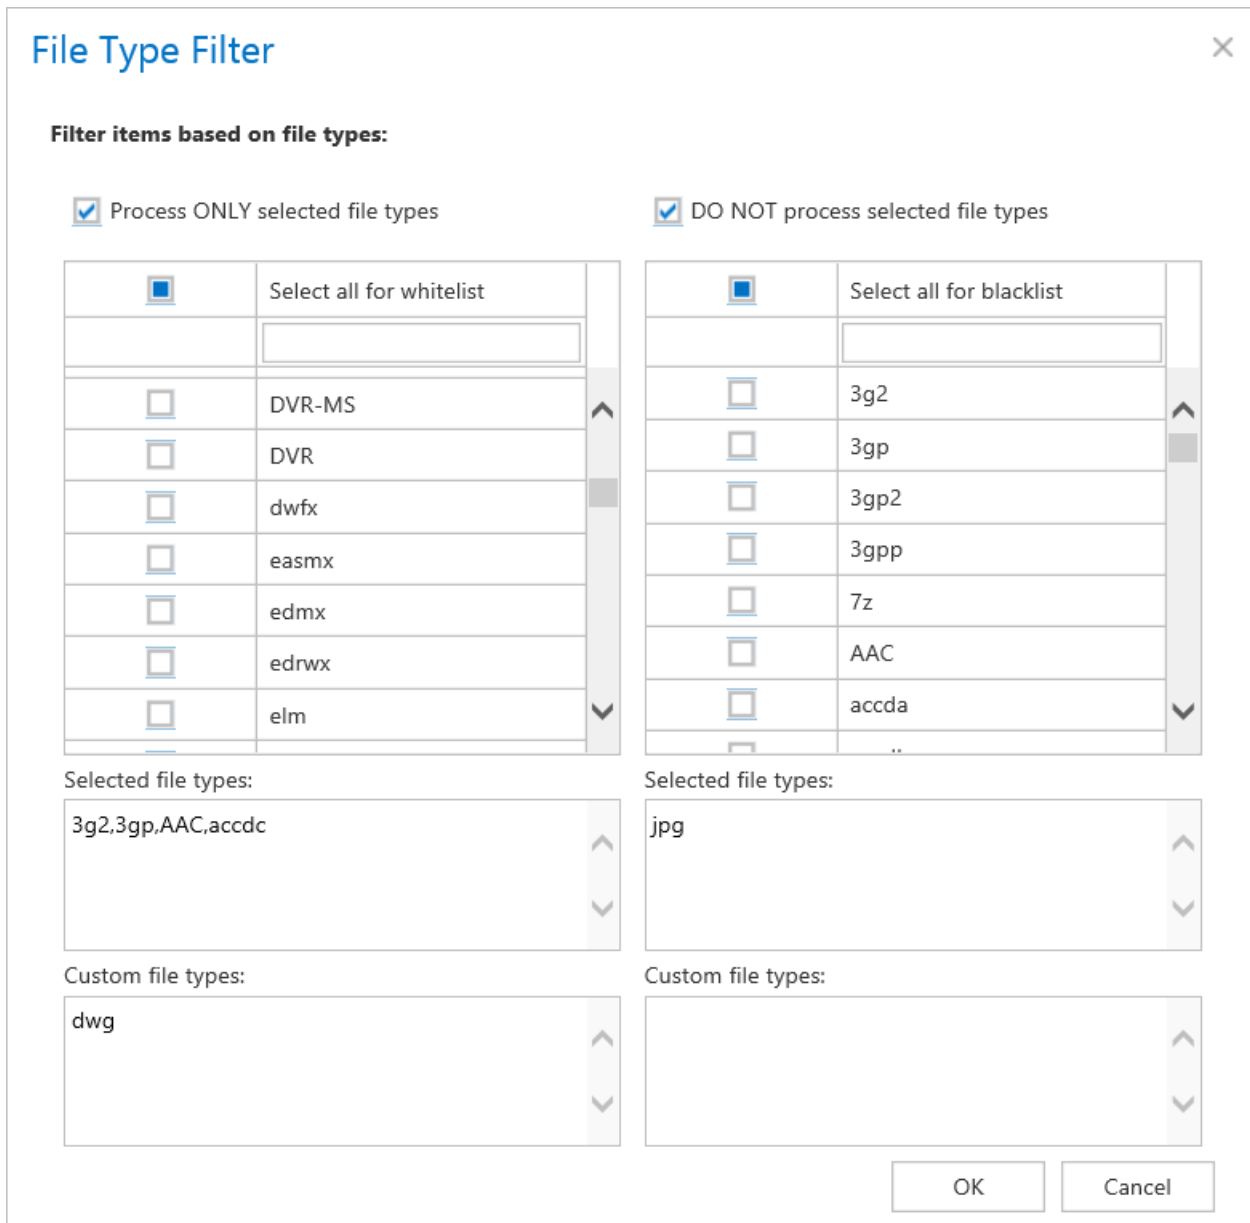 File Type Filter
Filter items based on file types:
Process ONLY selected file types
DO NOT process selected file types
Select all for whitelist
DVR-MS
DVR
dwfx
easmx
edmx
edrwx
elm
Selected file types:
3g2,3gp,AAC,accdc
Custom file types:
dwg
Select all for blacklist
3g2
3gp
3gp2
3gpp
7z
AAC
accda
Selected file types:
jpg
Custom file types:
OK
Cancel